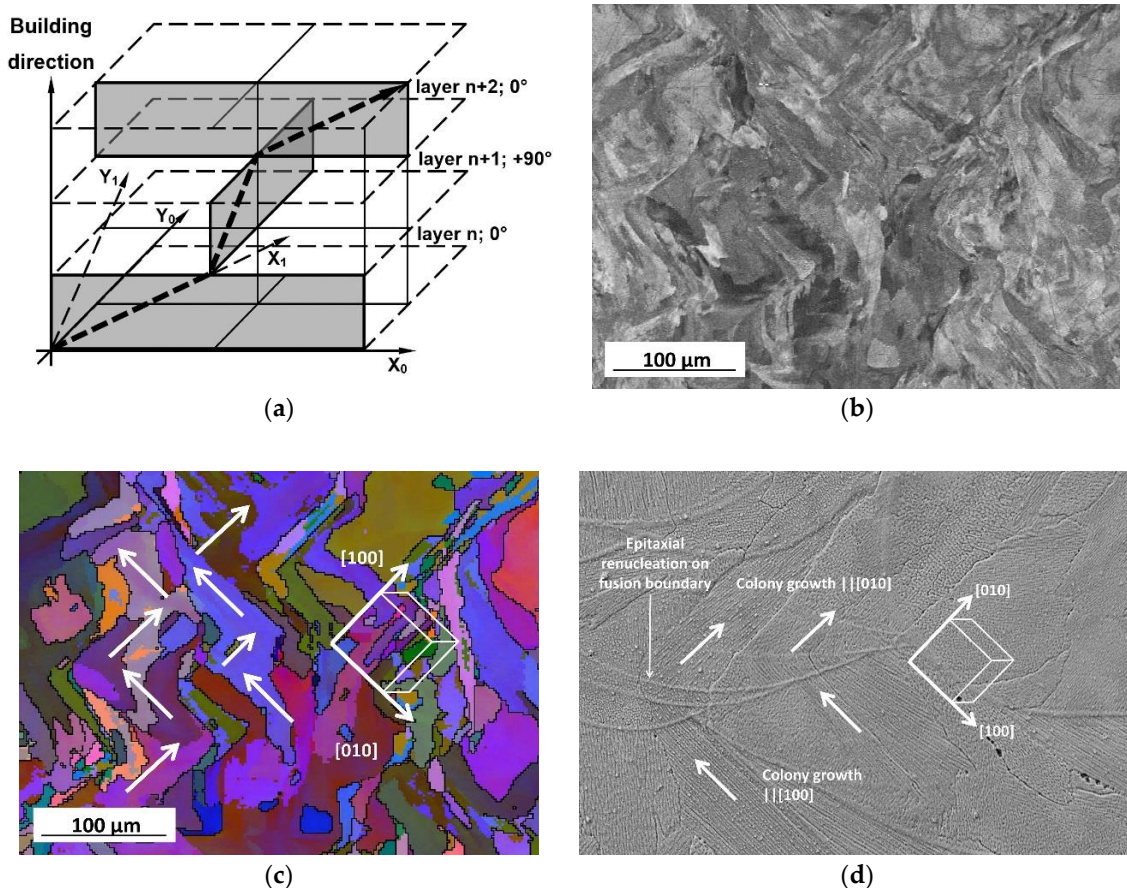 Building
direction
layer n+2; 0°
layer n+1; +90°
Y₁
Y₀
layer n; 0°
X₁
X₀
(a)
100 µm
(b)
[100]
[010]
100 µm
(c)
Epitaxial
renucleation on
fusion boundary
Colony growth ||[010]
[010]
[100]
Colony growth
||[100]
(d)